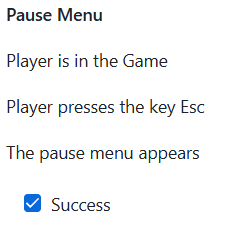 Pause Menu
Player is in the Game
Player presses the key Esc
The pause menu appears
Success